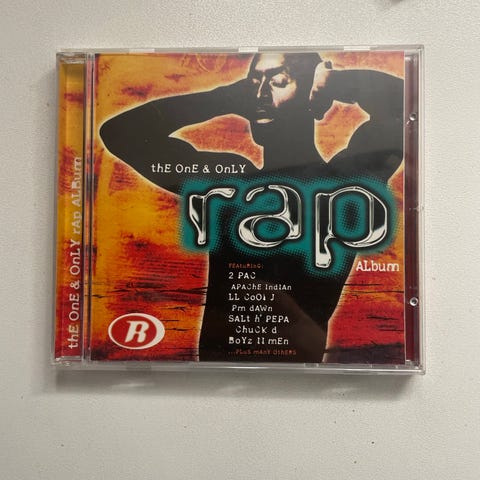 thE OnE & OnLY rAp ALbum
thE OnE & OnLY
rap
ALbum
FEAtuRInG:
2 PAC
APAChE IndIAn
LL CoOl J
Pm dAWn
SALt n' PEPA
ChuCK d
BoYz II mEn
...PLuS mAnY OthERS
R